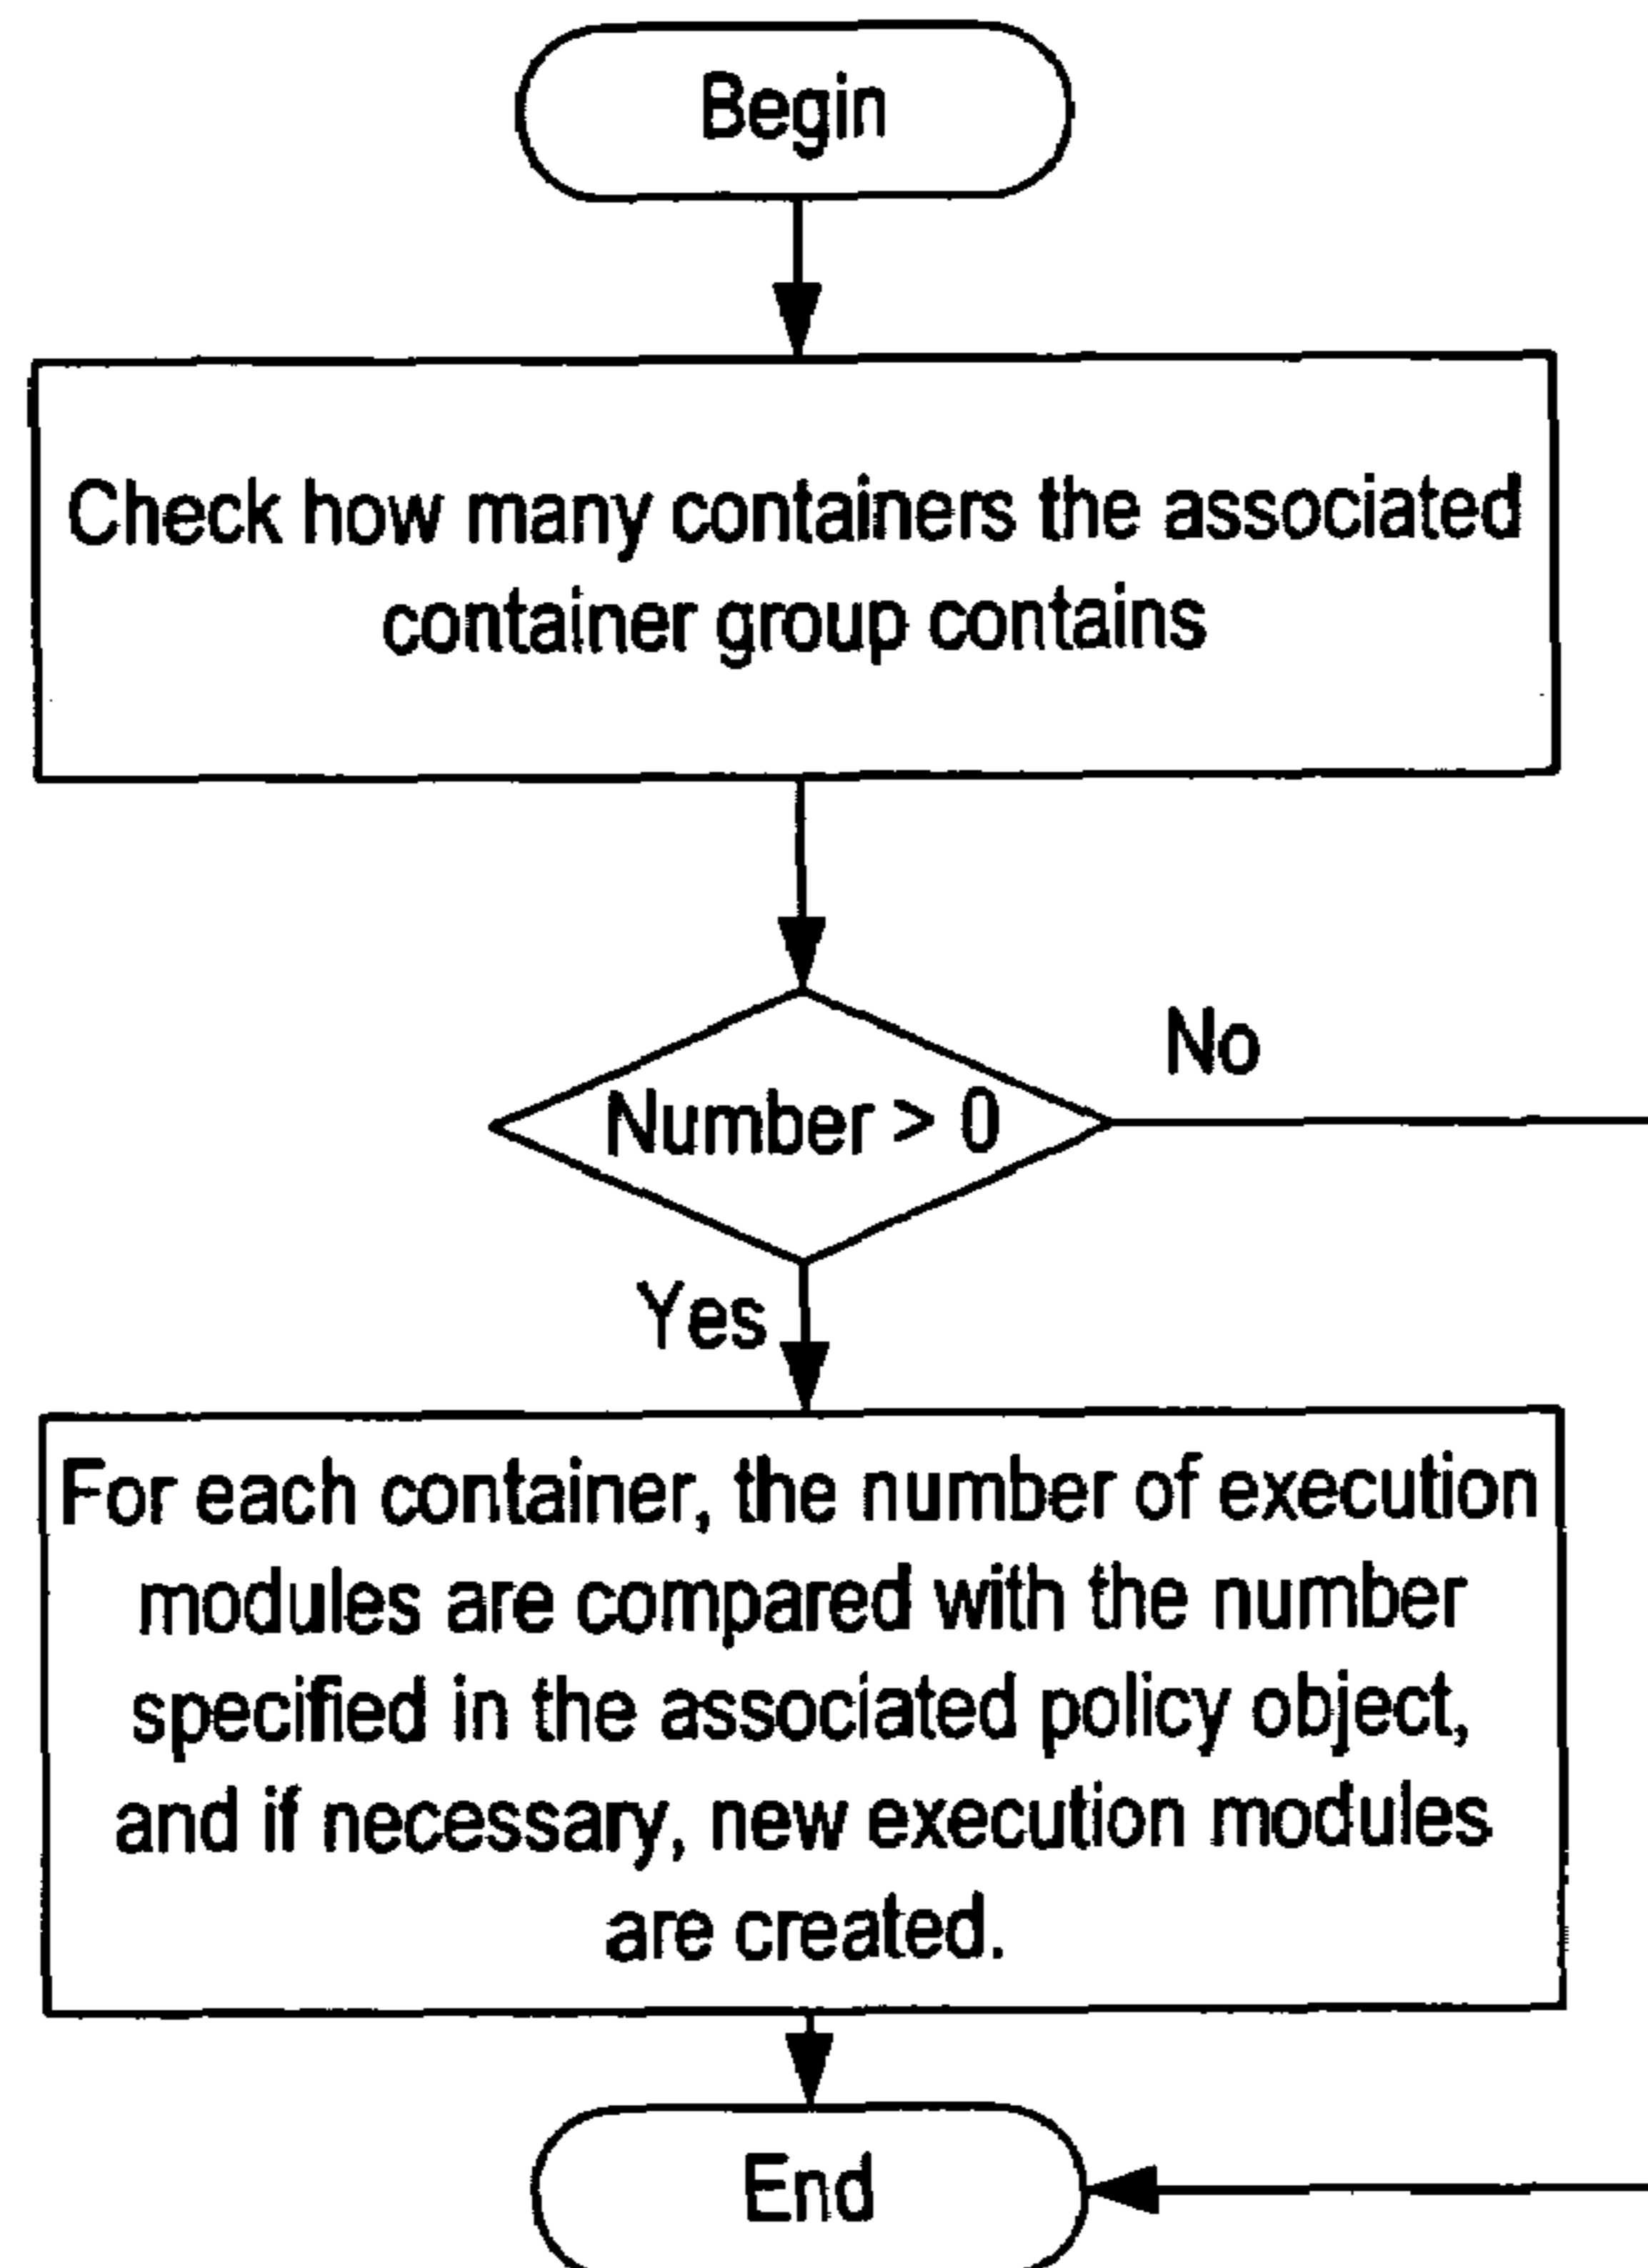 Begin
Check how many containers the associated
container group contains
No
Number > 0
Yes
For each container, the number of execution
modules are compared with the number
specified in the associated policy object,
and if necessary, new execution modules
are created.
End